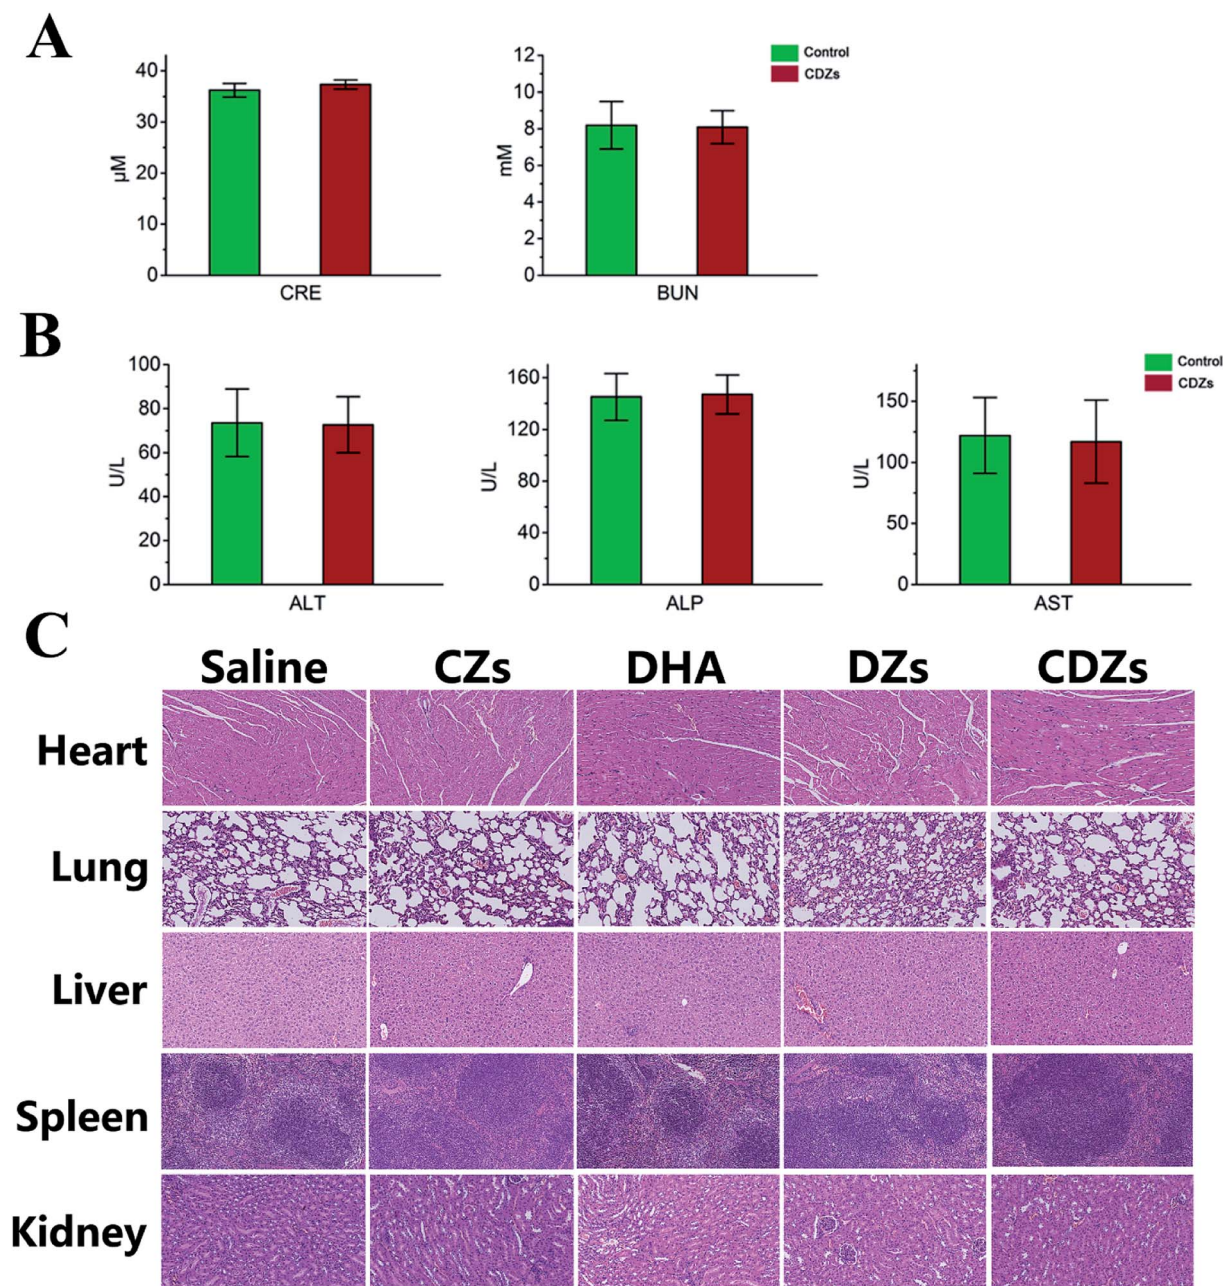 A
40
30
20
10
0
µM
CRE
12
10
8
6
4
2
0
mM
BUN
Control
CDZs
B
100
80
60
40
20
0
U/L
ALT
160
120
80
40
0
U/L
ALP
150
100
50
0
U/L
AST
Control
CDZs
C
Saline CZs DHA DZs CDZs
Heart
Lung
Liver
Spleen
Kidney